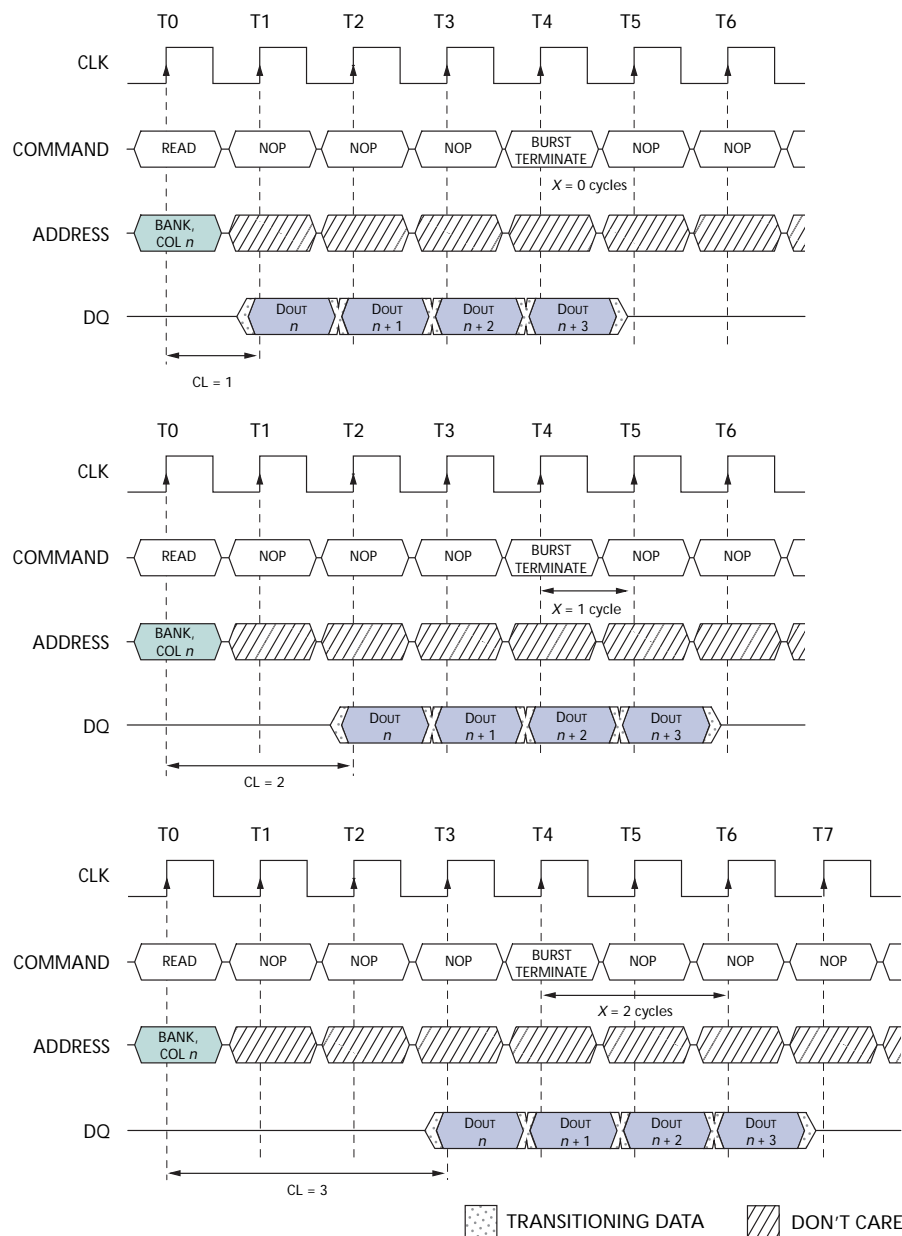 T0 T1 T2 T3 T4 T5 T6
CLK
COMMAND READ NOP NOP NOP BURST TERMINATE NOP NOP
X = 0 cycles
ADDRESS BANK, COL n
DQ DOUT n DOUT n + 1 DOUT n + 2 DOUT n + 3
CL = 1
T0 T1 T2 T3 T4 T5 T6
CLK
COMMAND READ NOP NOP NOP BURST TERMINATE NOP NOP
X = 1 cycle
ADDRESS BANK, COL n
DQ DOUT n DOUT n + 1 DOUT n + 2 DOUT n + 3
CL = 2
T0 T1 T2 T3 T4 T5 T6 T7
CLK
COMMAND READ NOP NOP NOP BURST TERMINATE NOP NOP NOP
X = 2 cycles
ADDRESS BANK, COL n
DQ DOUT n DOUT n + 1 DOUT n + 2 DOUT n + 3
CL = 3
TRANSITIONING DATA DON'T CARE